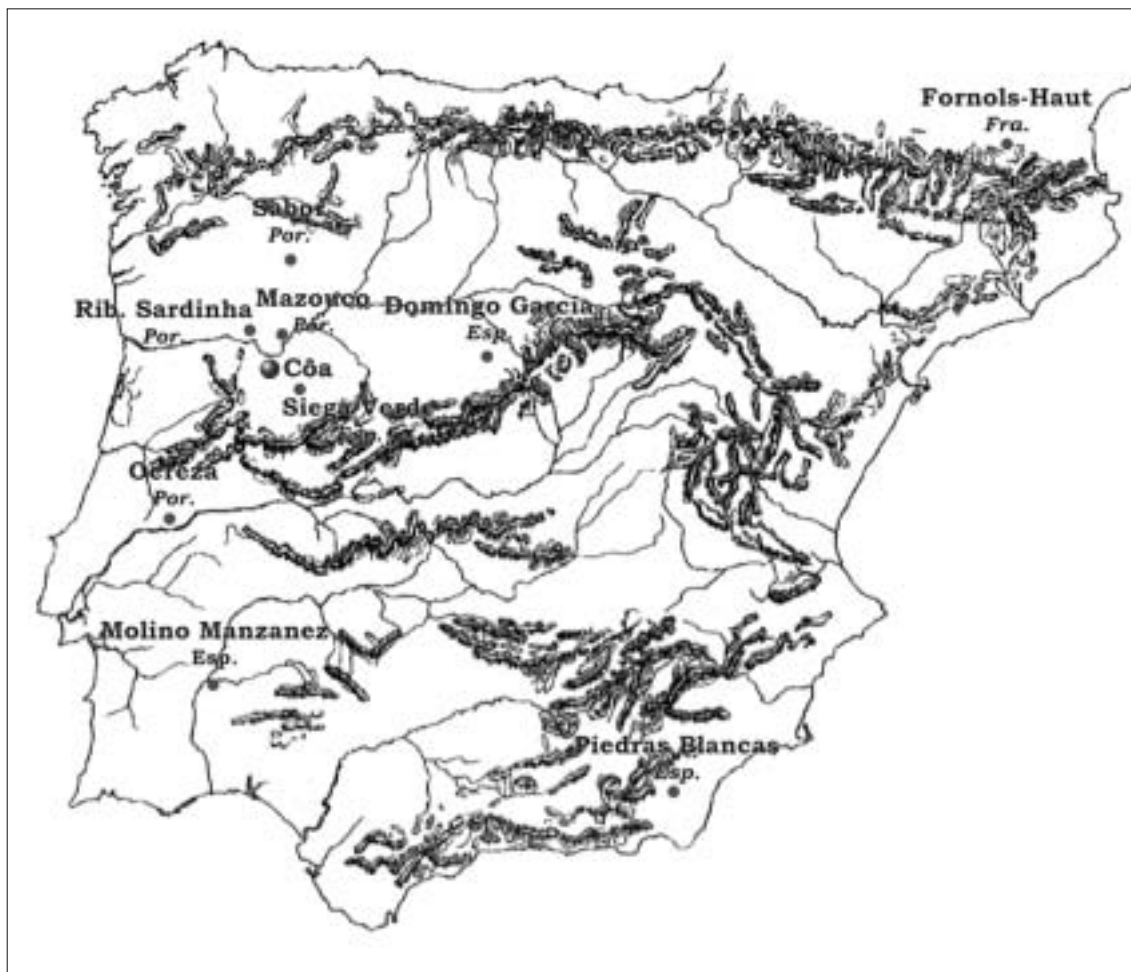 Fornols-Haut
Fra.
Sabor
Por.
Rib. Sardinha
Por.
Mazouco
Por.
Domingo García
Esp.
Côa
Siega Verde
Ocreza
Por.
Molino Manzanez
Esp.
Piedras Blancas
Esp.